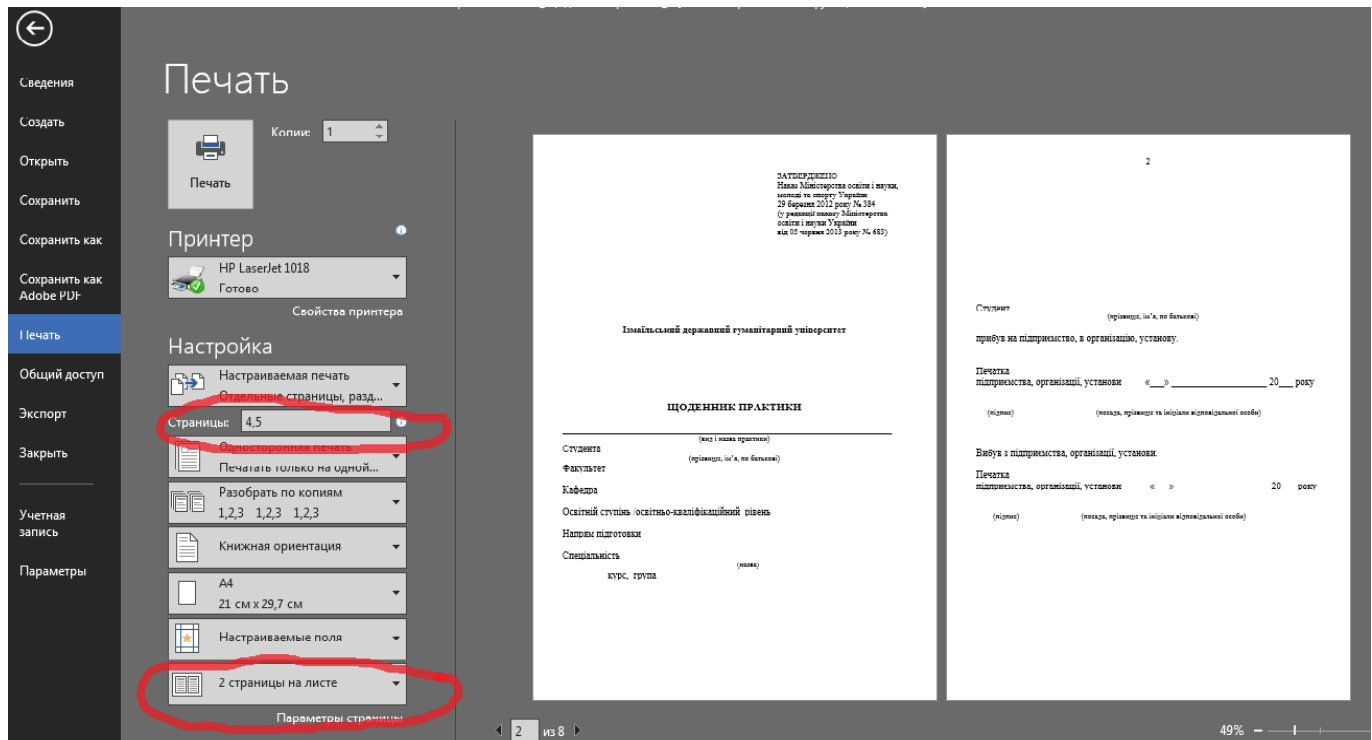 Сведения
Создать
Открыть
Сохранить
Сохранить как
Сохранить как
Adobe PDF
Печать
Общий доступ
Экспорт
Закрыть
Учетная
запись
Параметры
Печать
Копии: 1
Печать
Принтер
HP LaserJet 1018
Готово
Свойства принтера
Настройка
Настраиваемая печать
Отдельные страницы, разд...
Страницы: 4,5
Односторонняя печать
Печатать только на одной...
Разобрать по копиям
1,2,3 1,2,3 1,2,3
Книжная ориентация
A4
21 см x 29,7 см
Настраиваемые поля
2 страницы на листе
Параметры страницы
ЗАТВЕРДЖЕНО
Наказ Міністерства освіти і науки,
молоді та спорту України
29 березня 2012 року № 384
(у редакції наказу Міністерства
освіти і науки України
від 05 червня 2013 року № 683)
Ізмаїльський державний гуманітарний університет
ЩОДЕННИК ПРАКТИКИ
(вид і назва практики)
Студента
(прізвище, ім’я, по батькові)
Факультет
Кафедра
Освітній ступінь /освітньо-кваліфікаційний рівень
Напрям підготовки
Спеціальність
(назва)
курс, група
2
Студент
(прізвище, ім’я, по батькові)
прибув на підприємство, в організацію, установу.
Печатка
підприємства, організації, установи «___» ____________________ 20___ року
(підпис) (посада, прізвище та ініціали відповідальної особи)
Вибув з підприємства, організації, установи.
Печатка
підприємства, організації, установи « » 20 року
(підпис) (посада, прізвище та ініціали відповідальної особи)
2 из 8
49%